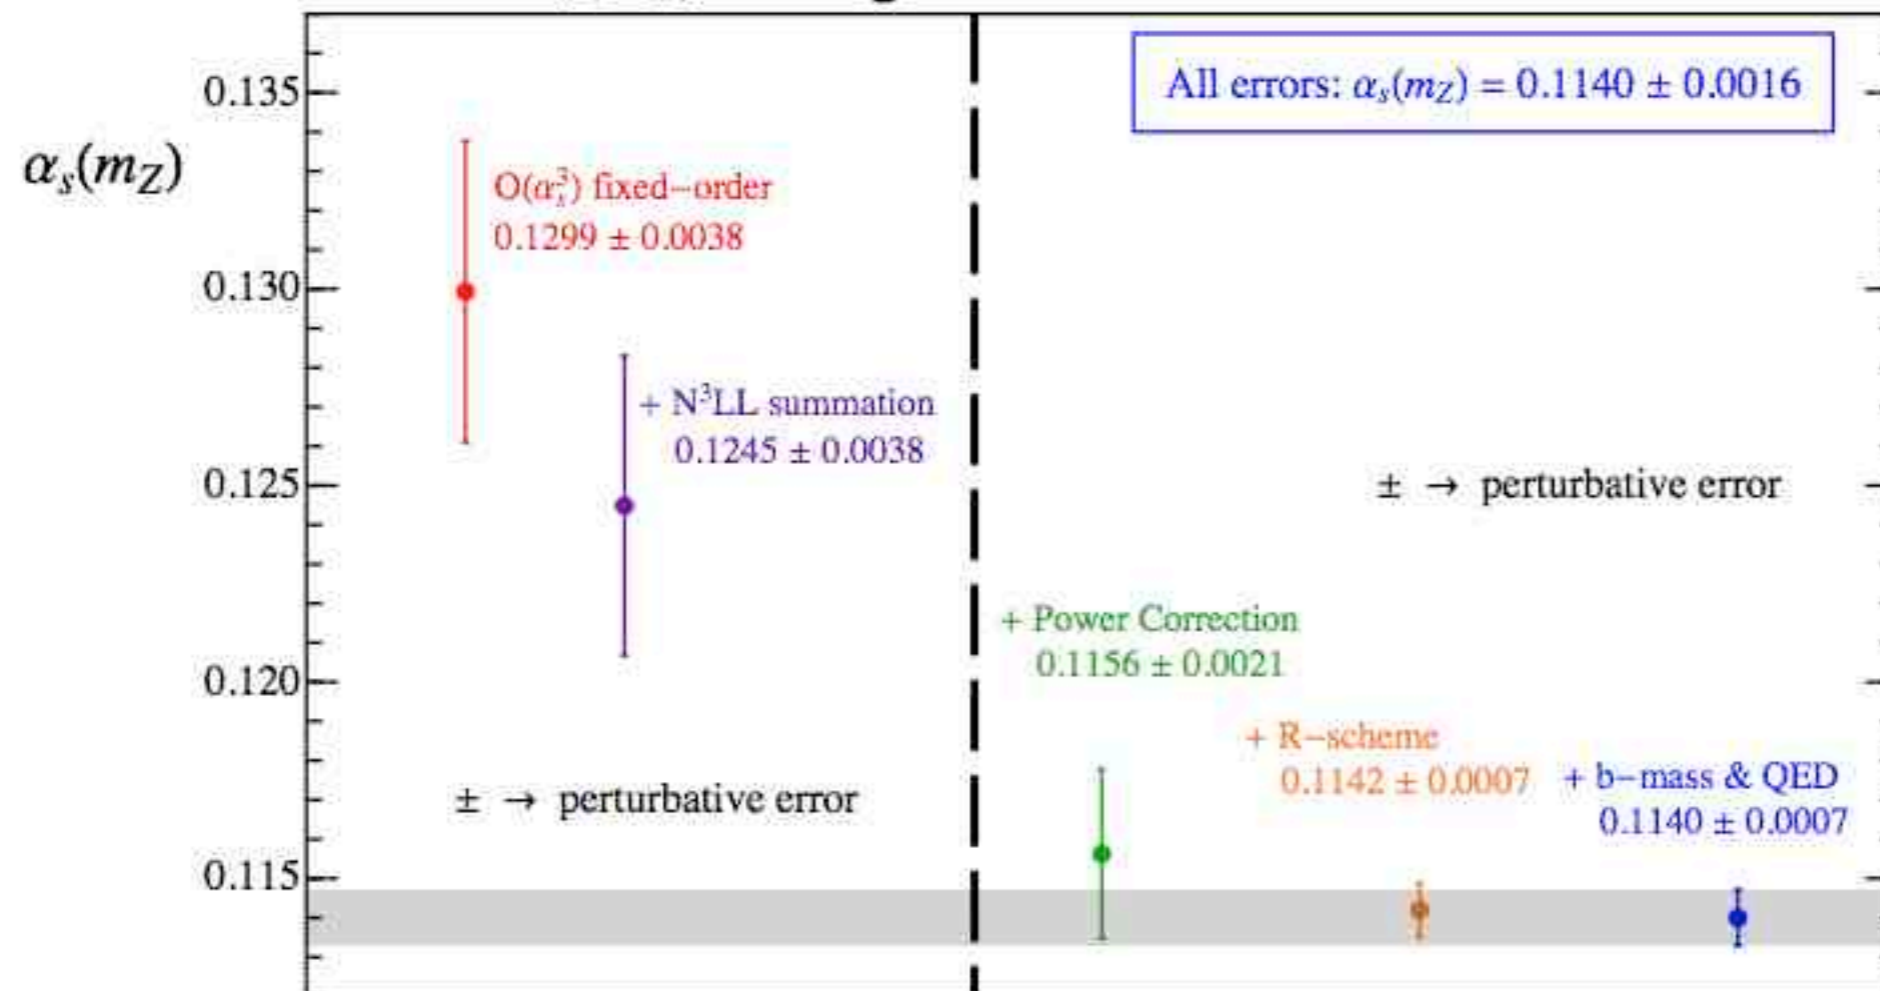 All errors: αₛ(m_Z) = 0.1140 ± 0.0016
0.135
αₛ(m_Z)
O(αₛ³) fixed−order
0.1299 ± 0.0038
0.130
+ N³LL summation
0.1245 ± 0.0038
0.125
± → perturbative error
+ Power Correction
0.1156 ± 0.0021
0.120
+ R−scheme
0.1142 ± 0.0007
+ b−mass & QED
0.1140 ± 0.0007
± → perturbative error
0.115